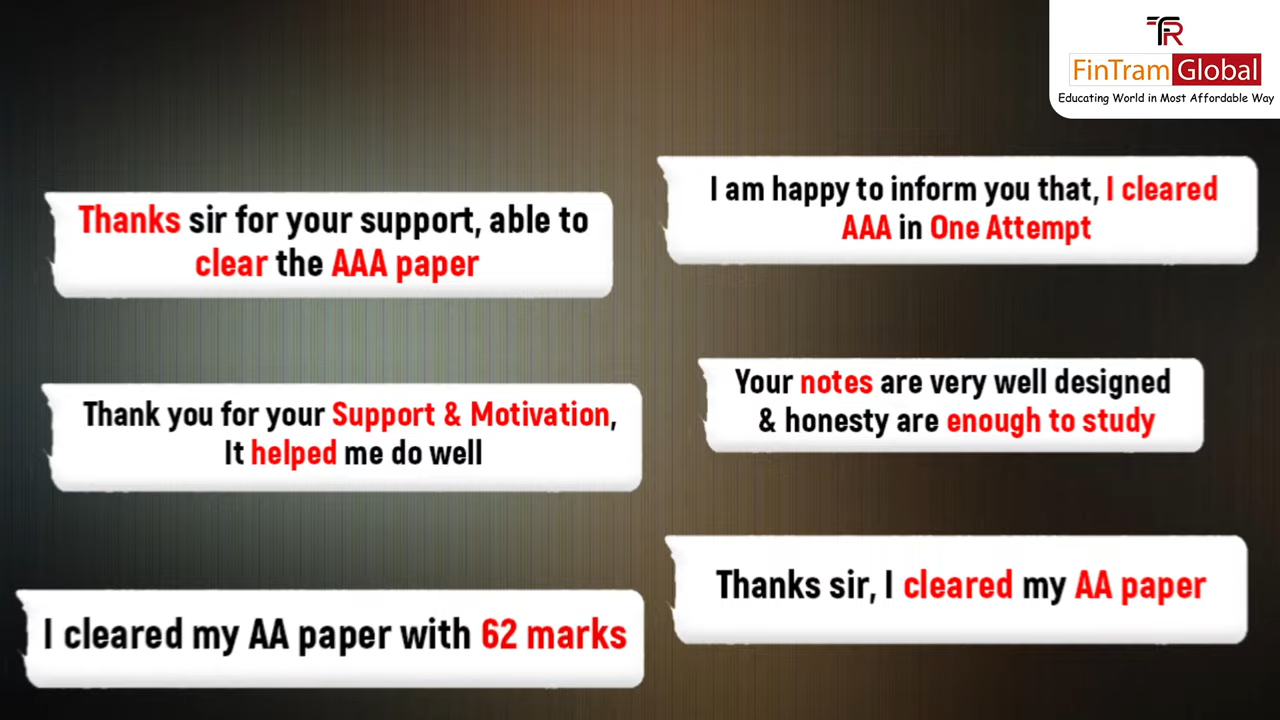 TR
FinTram Global
Educating World in Most Affordable Way
Thanks sir for your support, able to
clear the AAA paper
I am happy to inform you that, I cleared
AAA in One Attempt
Thank you for your Support & Motivation,
It helped me do well
Your notes are very well designed
& honesty are enough to study
I cleared my AA paper with 62 marks
Thanks sir, I cleared my AA paper